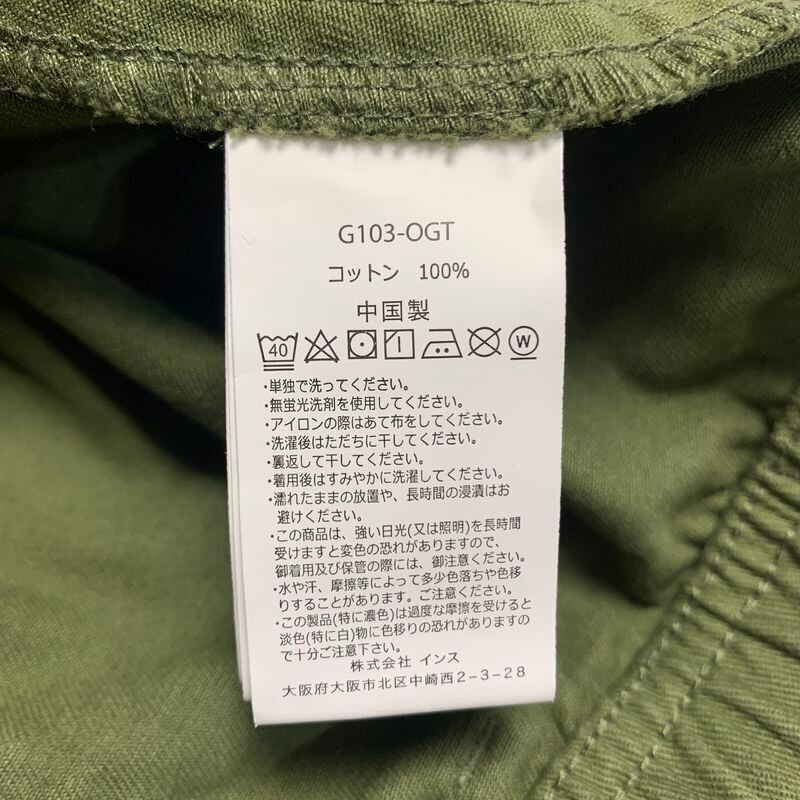 G103-OGT
コットン 100%
中国製
40 W
・単独で洗ってください。
・無蛍光洗剤を使用してください。
・アイロンの際はあて布をしてください。
・洗濯後はただちに干してください。
・裏返して干してください。
・着用後はすみやかに洗濯してください。
・濡れたままの放置や、長時間の浸漬はお
避けください。
・この商品は、強い日光(又は照明)を長時間
受けますと変色の恐れがありますので、
御着用及び保管の際には、御注意ください。
・水や汗、摩擦等によって多少色落ちや色移
りすることがあります。ご注意ください。
・この製品(特に濃色)は過度な摩擦を受けると
淡色(特に白)物に色移りの恐れがありますの
で十分ご注意下さい。
株式会社 インス
大阪府大阪市北区中崎西2-3-28